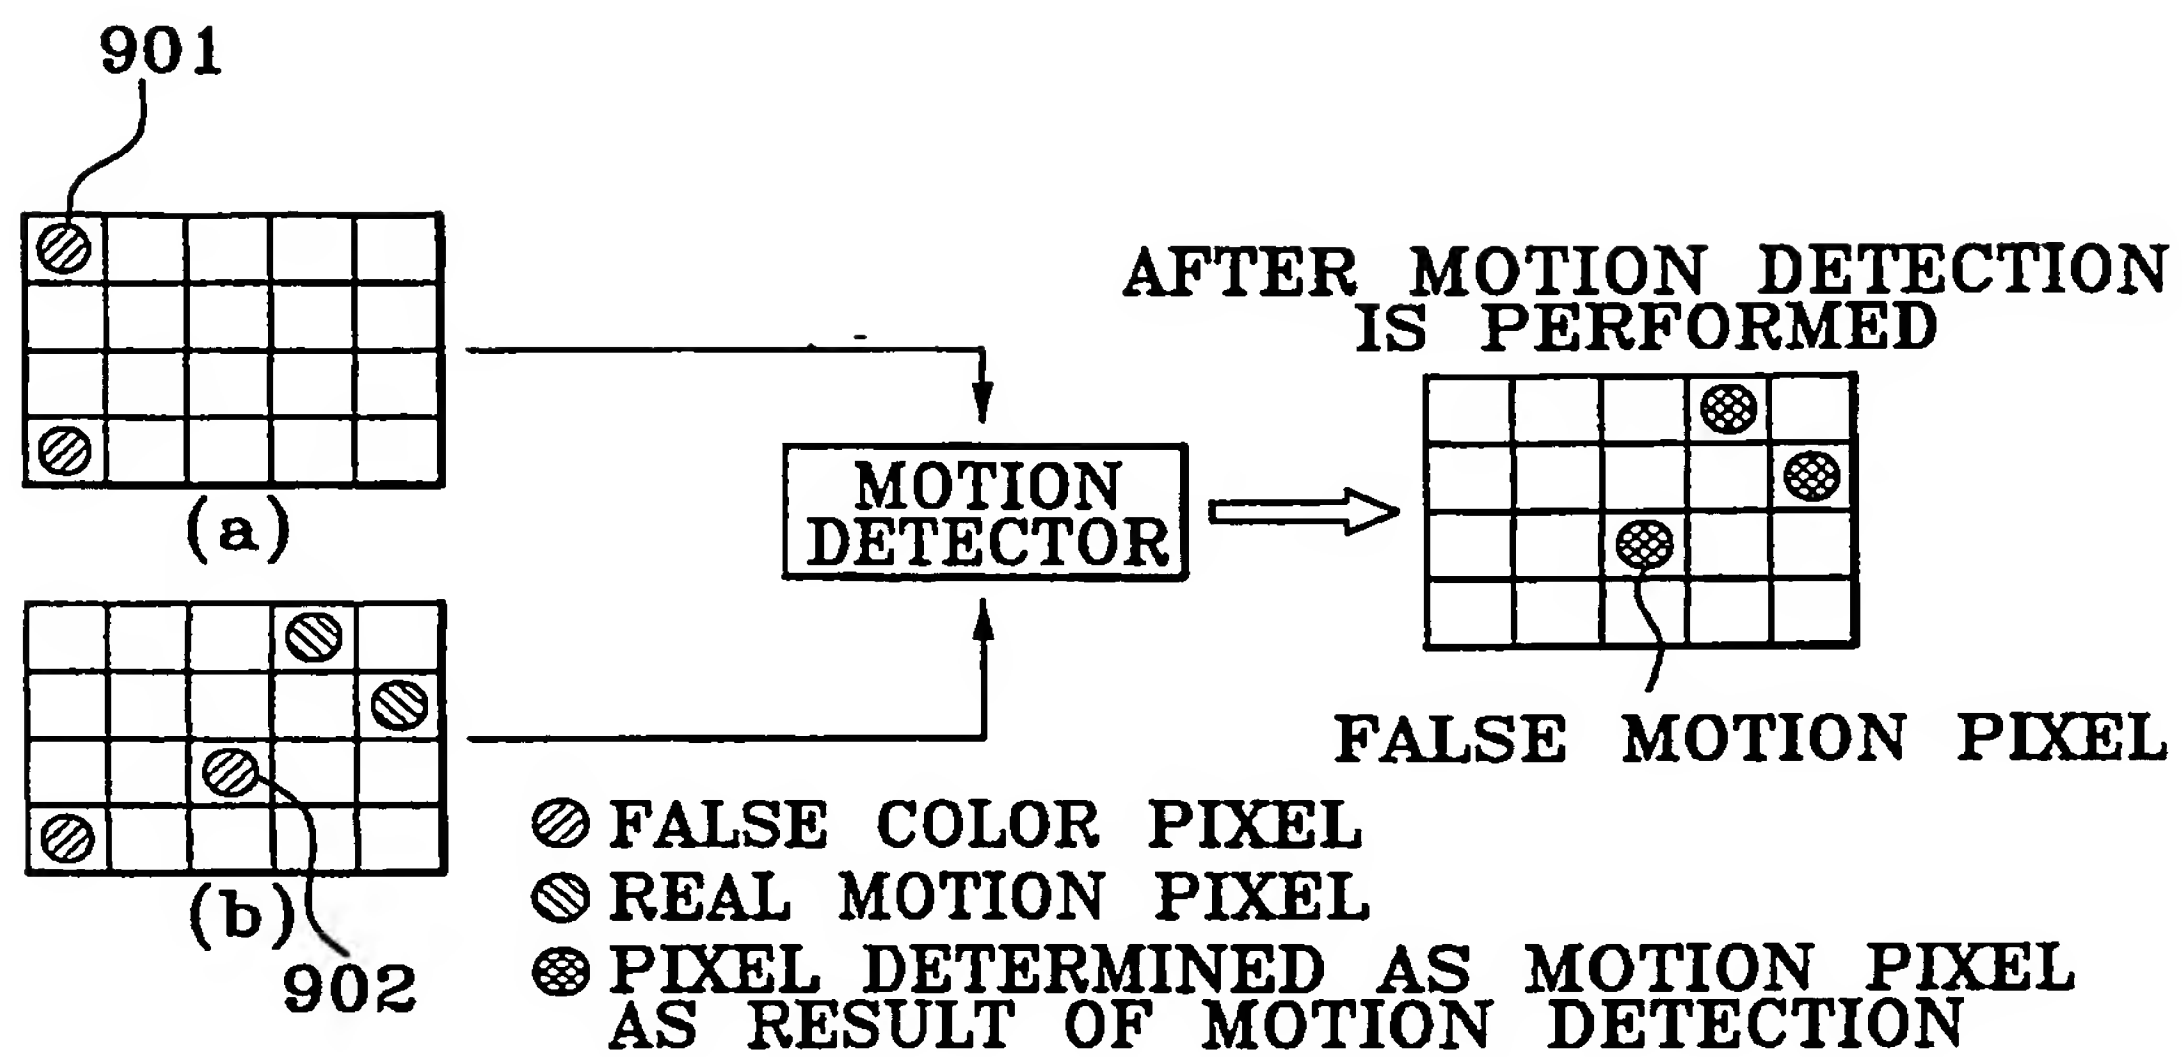 901
(a)
AFTER MOTION DETECTION
IS PERFORMED
MOTION
DETECTOR
FALSE MOTION PIXEL
(b)
902
FALSE COLOR PIXEL
REAL MOTION PIXEL
PIXEL DETERMINED AS MOTION PIXEL
AS RESULT OF MOTION DETECTION